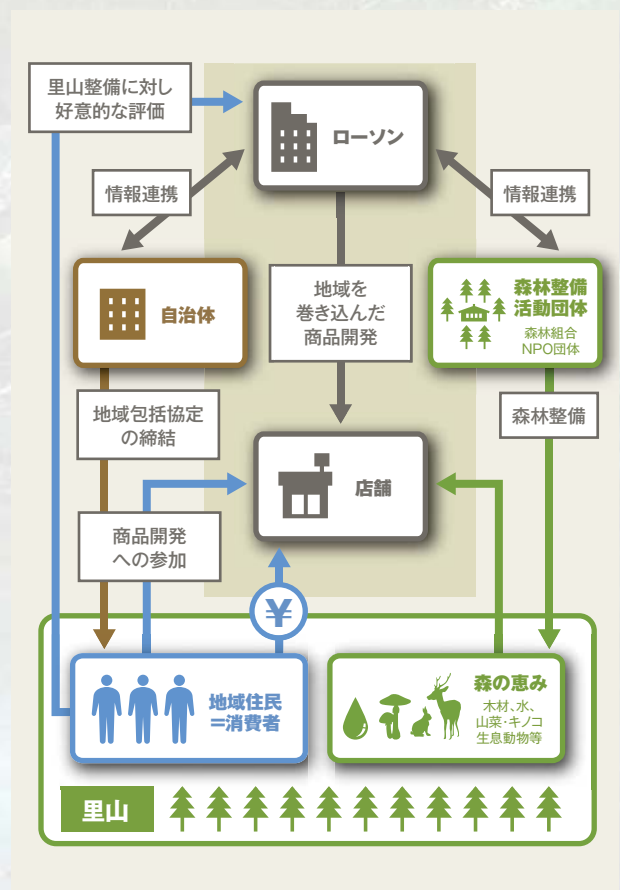 里山整備に対し
好意的な評価
ローソン
情報連携
情報連携
自治体
地域を
巻き込んだ
商品開発
森林整備
活動団体
森林組合
NPO団体
地域包括協定
の締結
森林整備
店舗
商品開発
への参加
¥
地域住民
=消費者
森の恵み
木材、水、
山菜・キノコ
生息動物等
里山